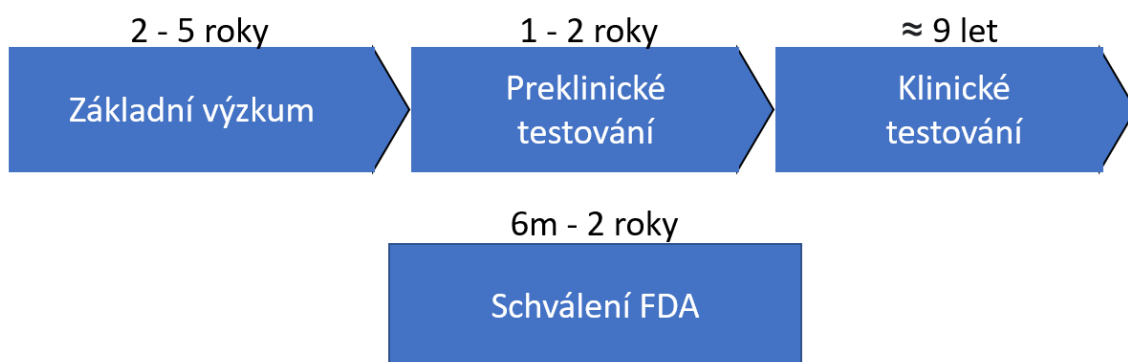 2 - 5 roky
Základní výzkum
1 - 2 roky
Preklinické
testování
≈ 9 let
Klinické
testování
6m - 2 roky
Schválení FDA